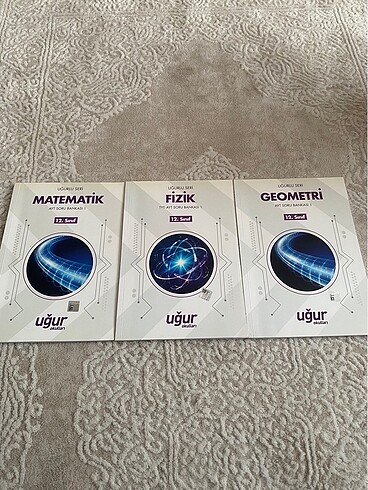 UĞURLU SERİ
MATEMATİK
AYT SORU BANKASI 1
12. Sınıf
uğur
okulları
UĞURLU SERİ
FİZİK
TYT-AYT SORU BANKASI 1
12. Sınıf
uğur
okulları
UĞURLU SERİ
GEOMETRİ
AYT SORU BANKASI 1
12. Sınıf
uğur
okulları